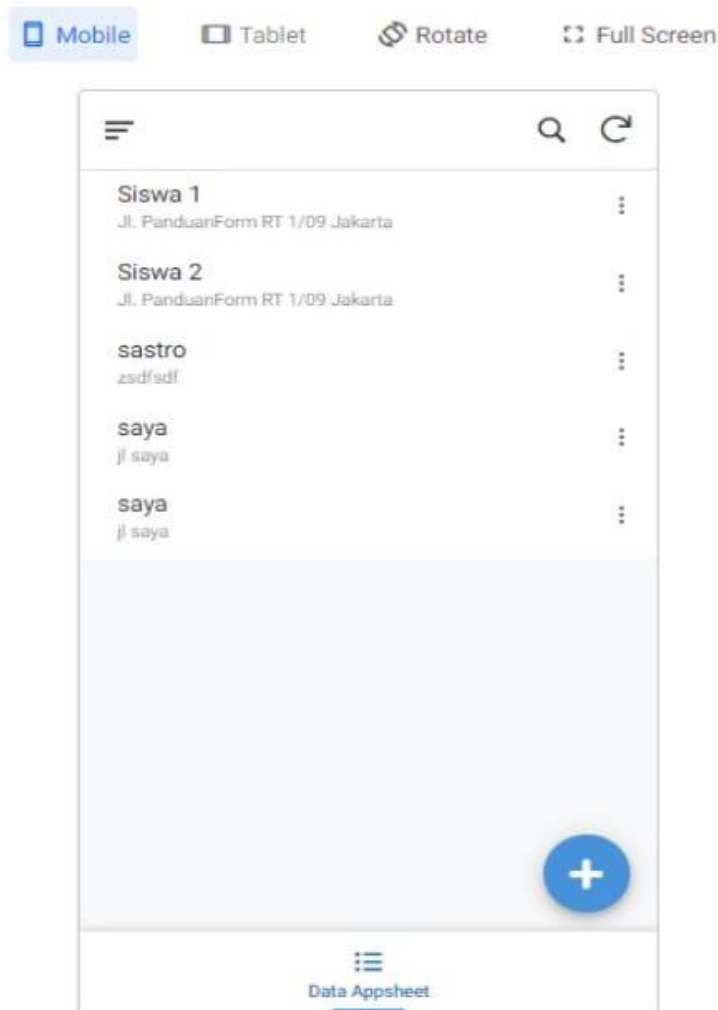 Mobile Tablet Rotate Full Screen
Siswa 1
Jl. PanduanForm RT 1/09 Jakarta
Siswa 2
Jl. PanduanForm RT 1/09 Jakarta
sastro
zsdfsdf
saya
jl saya
saya
jl saya
Data Appsheet